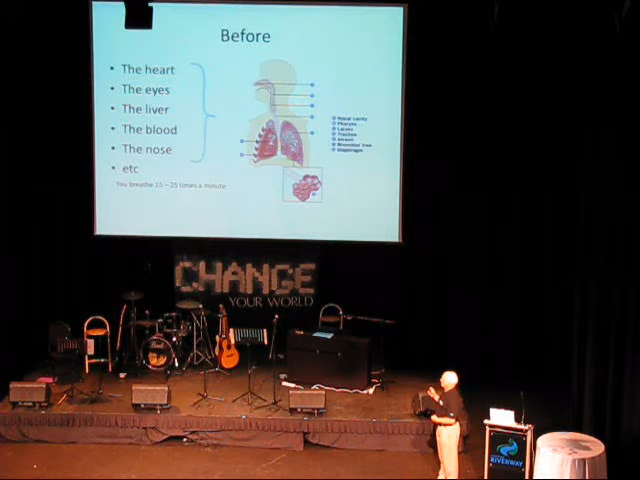 Before
• The heart
• The eyes
• The liver
• The blood
• The nose
• etc
You breathe 15 – 25 times a minute
Nasal cavity
Pharynx
Larynx
Trachea
Bronchial tree
Diaphragm
CHANGE
YOUR WORLD
RIVERWAY